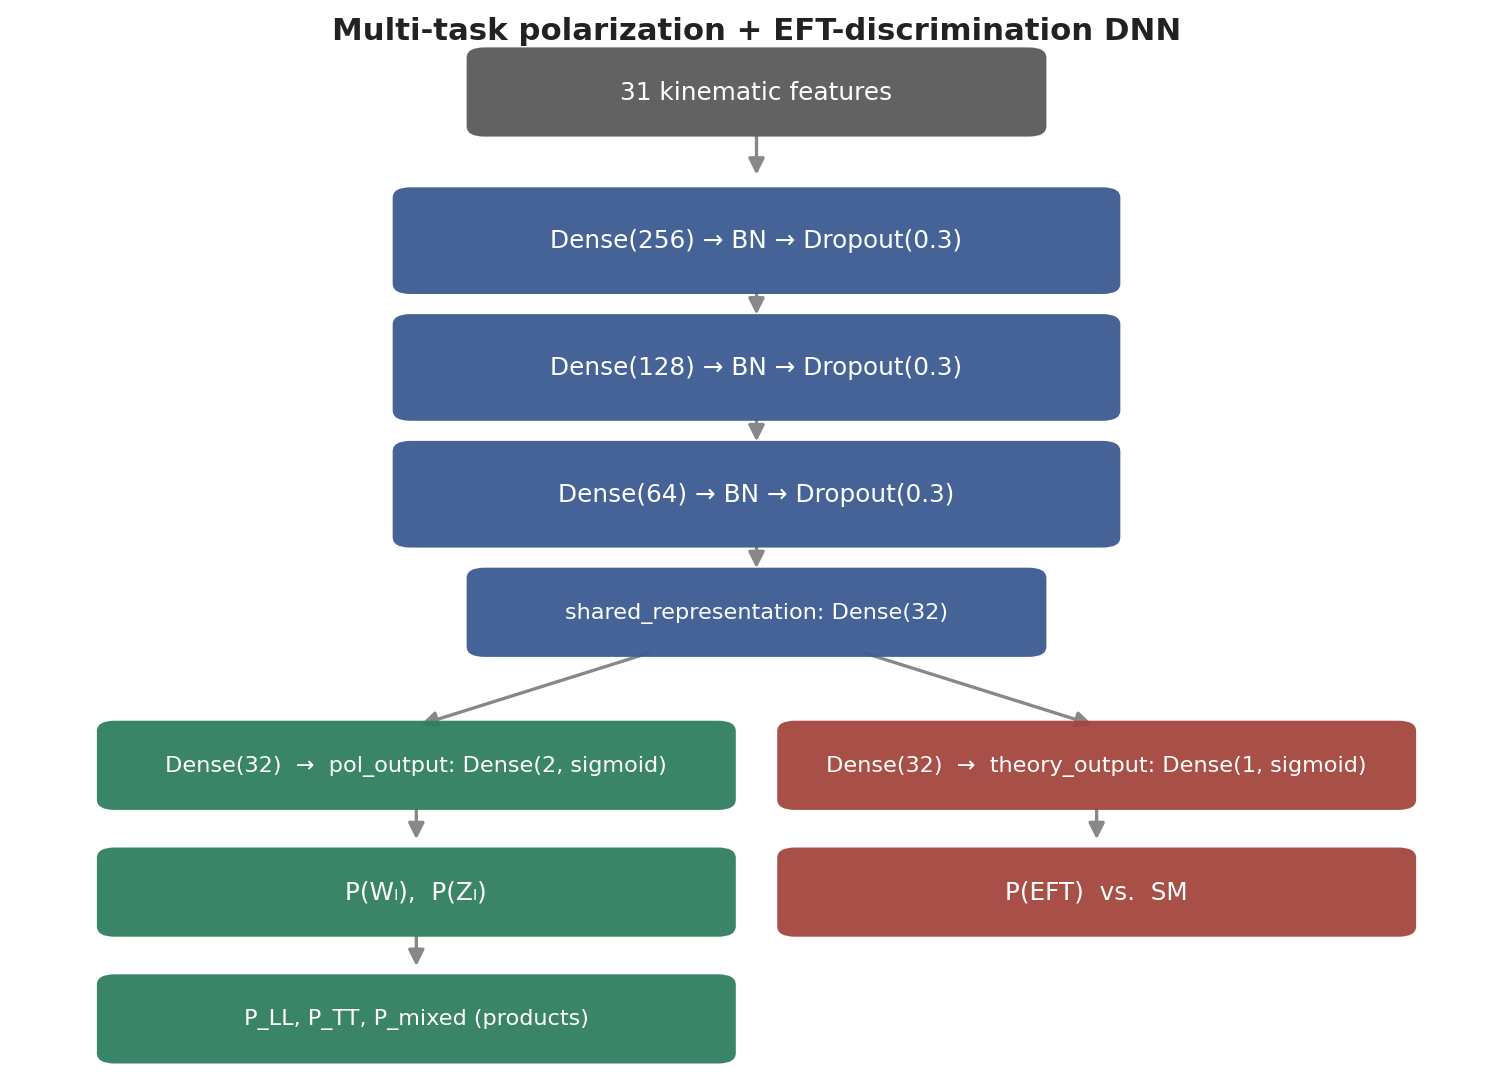 Multi-task polarization + EFT-discrimination DNN
31 kinematic features
Dense(256) → BN → Dropout(0.3)
Dense(128) → BN → Dropout(0.3)
Dense(64) → BN → Dropout(0.3)
shared_representation: Dense(32)
Dense(32)  →  pol_output: Dense(2, sigmoid)
Dense(32)  →  theory_output: Dense(1, sigmoid)
P(Wₗ),  P(Zₗ)
P(EFT)  vs.  SM
P_LL, P_TT, P_mixed (products)